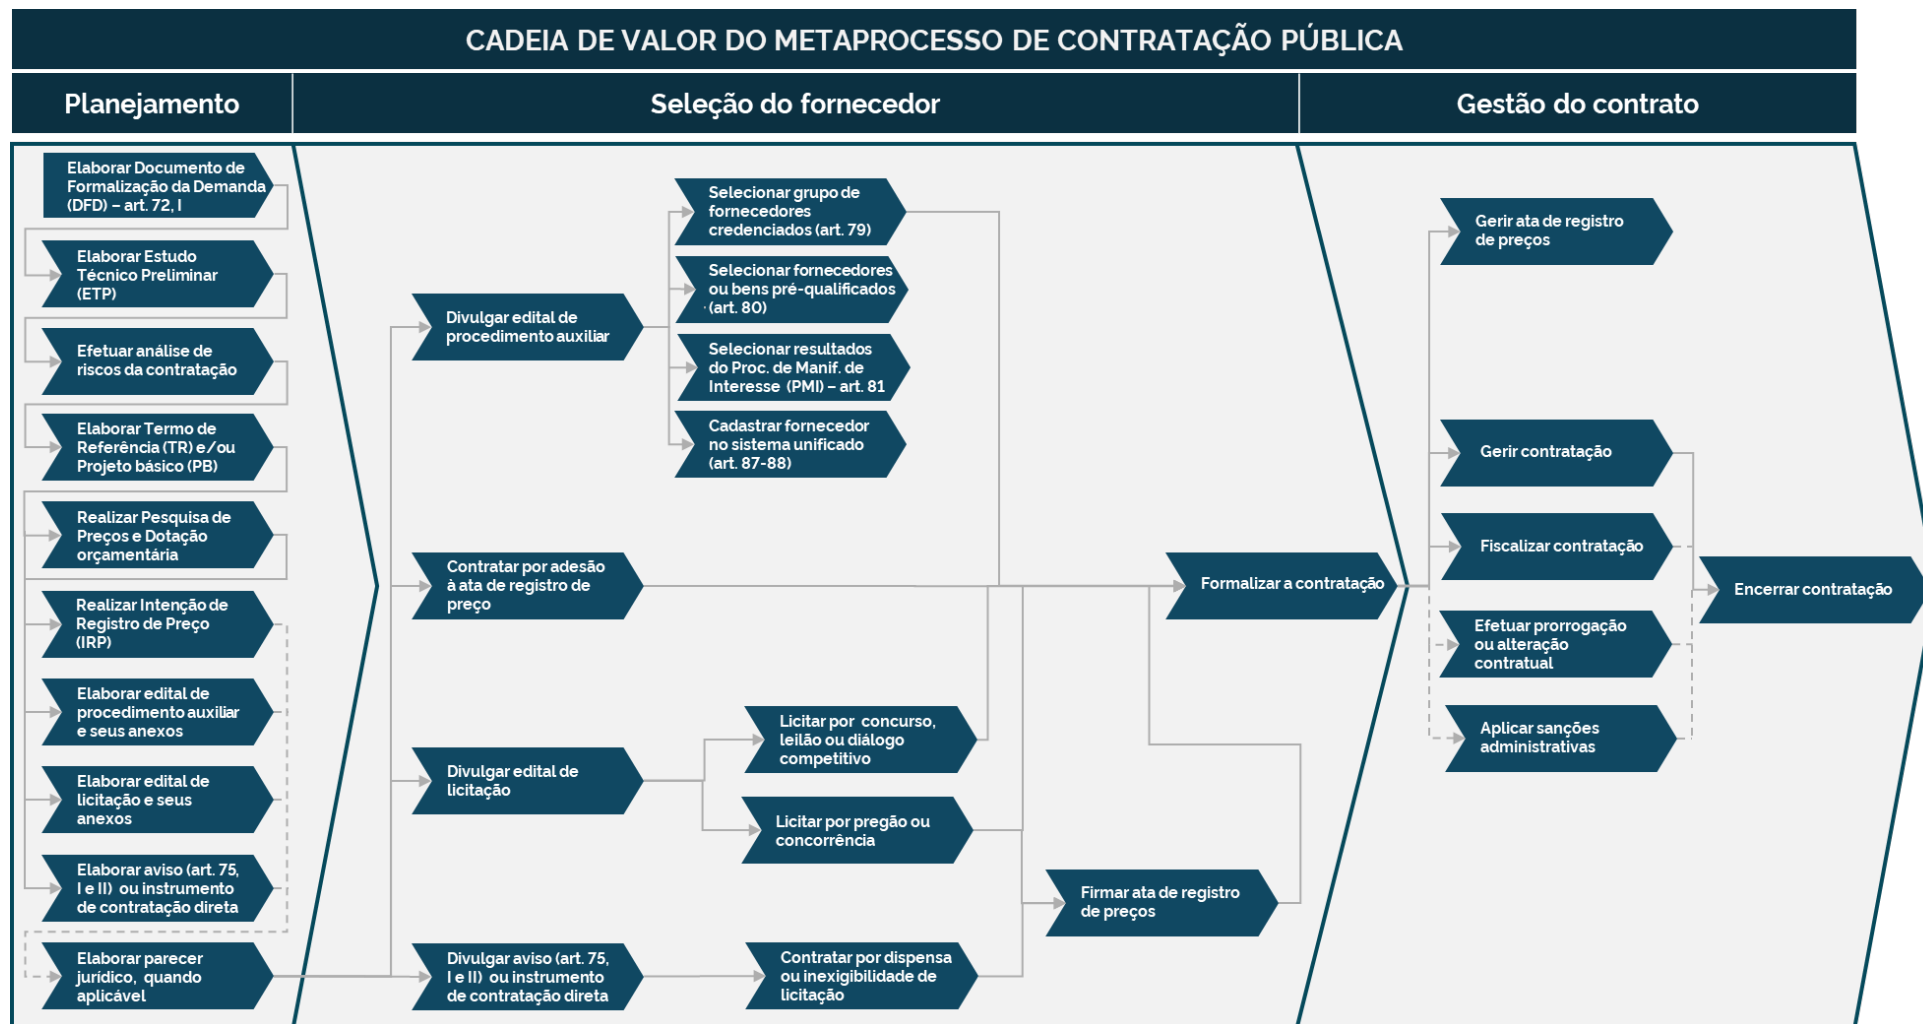 CADEIA DE VALOR DO METAPROCESSO DE CONTRATAÇÃO PÚBLICA
Planejamento
Seleção do fornecedor
Gestão do contrato
Elaborar Documento de
Formalização da Demanda
(DFD) – art. 72, I
Elaborar Estudo
Técnico Preliminar
(ETP)
Efetuar análise de
riscos da contratação
Elaborar Termo de
Referência (TR) e/ou
Projeto básico (PB)
Realizar Pesquisa de
Preços e Dotação
orçamentária
Realizar Intenção de
Registro de Preço
(IRP)
Elaborar edital de
procedimento auxiliar
e seus anexos
Elaborar edital de
licitação e seus
anexos
Elaborar aviso (art. 75,
I e II) ou instrumento
de contratação direta
Elaborar parecer
jurídico, quando
aplicável
Divulgar edital de
procedimento auxiliar
Selecionar grupo de
fornecedores
credenciados (art. 79)
Selecionar fornecedores
ou bens pré-qualificados
(art. 80)
Selecionar resultados
do Proc. de Manif. de
Interesse (PMI) – art. 81
Cadastrar fornecedor
no sistema unificado
(art. 87-88)
Contratar por adesão
à ata de registro de
preço
Divulgar edital de
licitação
Licitar por concurso,
leilão ou diálogo
competitivo
Licitar por pregão ou
concorrência
Divulgar aviso (art. 75,
I e II) ou instrumento
de contratação direta
Contratar por dispensa
ou inexigibilidade de
licitação
Firmar ata de registro
de preços
Formalizar a contratação
Gerir ata de registro
de preços
Gerir contratação
Fiscalizar contratação
Efetuar prorrogação
ou alteração
contratual
Aplicar sanções
administrativas
Encerrar contratação